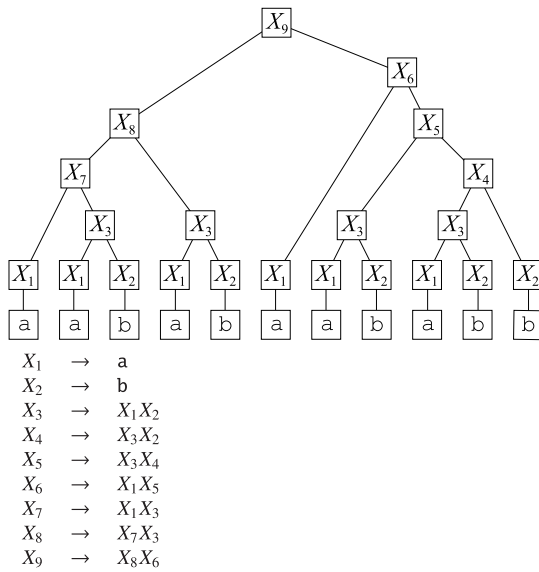 X₉
X₆
X₈ X₅
X₇ X₄
X₃ X₃ X₃ X₃
X₁ X₁ X₂ X₁ X₂ X₁ X₁ X₂ X₁ X₂ X₂
a a b a b a a b a b b
X₁ → a
X₂ → b
X₃ → X₁X₂
X₄ → X₃X₂
X₅ → X₃X₄
X₆ → X₁X₅
X₇ → X₁X₃
X₈ → X₇X₃
X₉ → X₈X₆